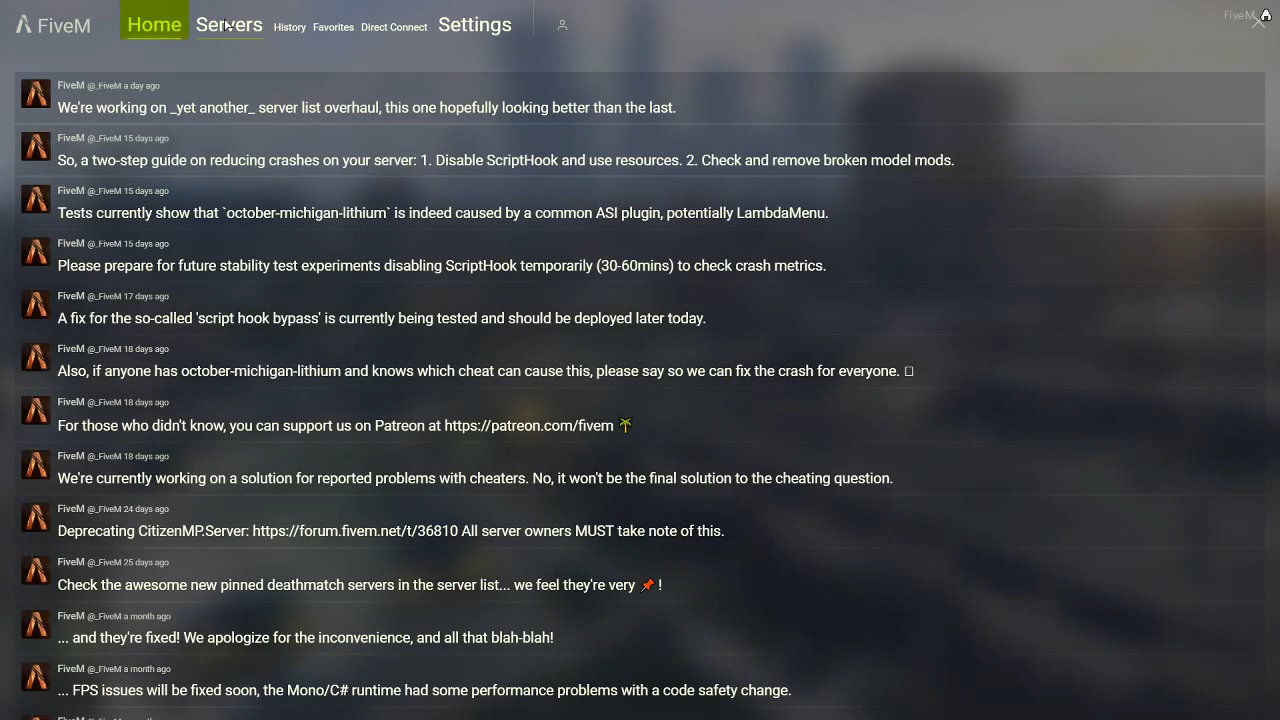 FiveM
Home Servers History Favorites Direct Connect Settings
FiveM
FiveM @_FiveM a day ago
We're working on _yet another_ server list overhaul, this one hopefully looking better than the last.
FiveM @_FiveM 15 days ago
So, a two-step guide on reducing crashes on your server: 1. Disable ScriptHook and use resources. 2. Check and remove broken model mods.
FiveM @_FiveM 15 days ago
Tests currently show that `october-michigan-lithium` is indeed caused by a common ASI plugin, potentially LambdaMenu.
FiveM @_FiveM 15 days ago
Please prepare for future stability test experiments disabling ScriptHook temporarily (30-60mins) to check crash metrics.
FiveM @_FiveM 17 days ago
A fix for the so-called 'script hook bypass' is currently being tested and should be deployed later today.
FiveM @_FiveM 18 days ago
Also, if anyone has october-michigan-lithium and knows which cheat can cause this, please say so we can fix the crash for everyone.
FiveM @_FiveM 18 days ago
For those who didn't know, you can support us on Patreon at https://patreon.com/fivem 🌴
FiveM @_FiveM 18 days ago
We're currently working on a solution for reported problems with cheaters. No, it won't be the final solution to the cheating question.
FiveM @_FiveM 24 days ago
Deprecating CitizenMP.Server: https://forum.fivem.net/t/36810 All server owners MUST take note of this.
FiveM @_FiveM 25 days ago
Check the awesome new pinned deathmatch servers in the server list... we feel they're very 📌 !
FiveM @_FiveM a month ago
... and they're fixed! We apologize for the inconvenience, and all that blah-blah!
FiveM @_FiveM a month ago
... FPS issues will be fixed soon, the Mono/C# runtime had some performance problems with a code safety change.